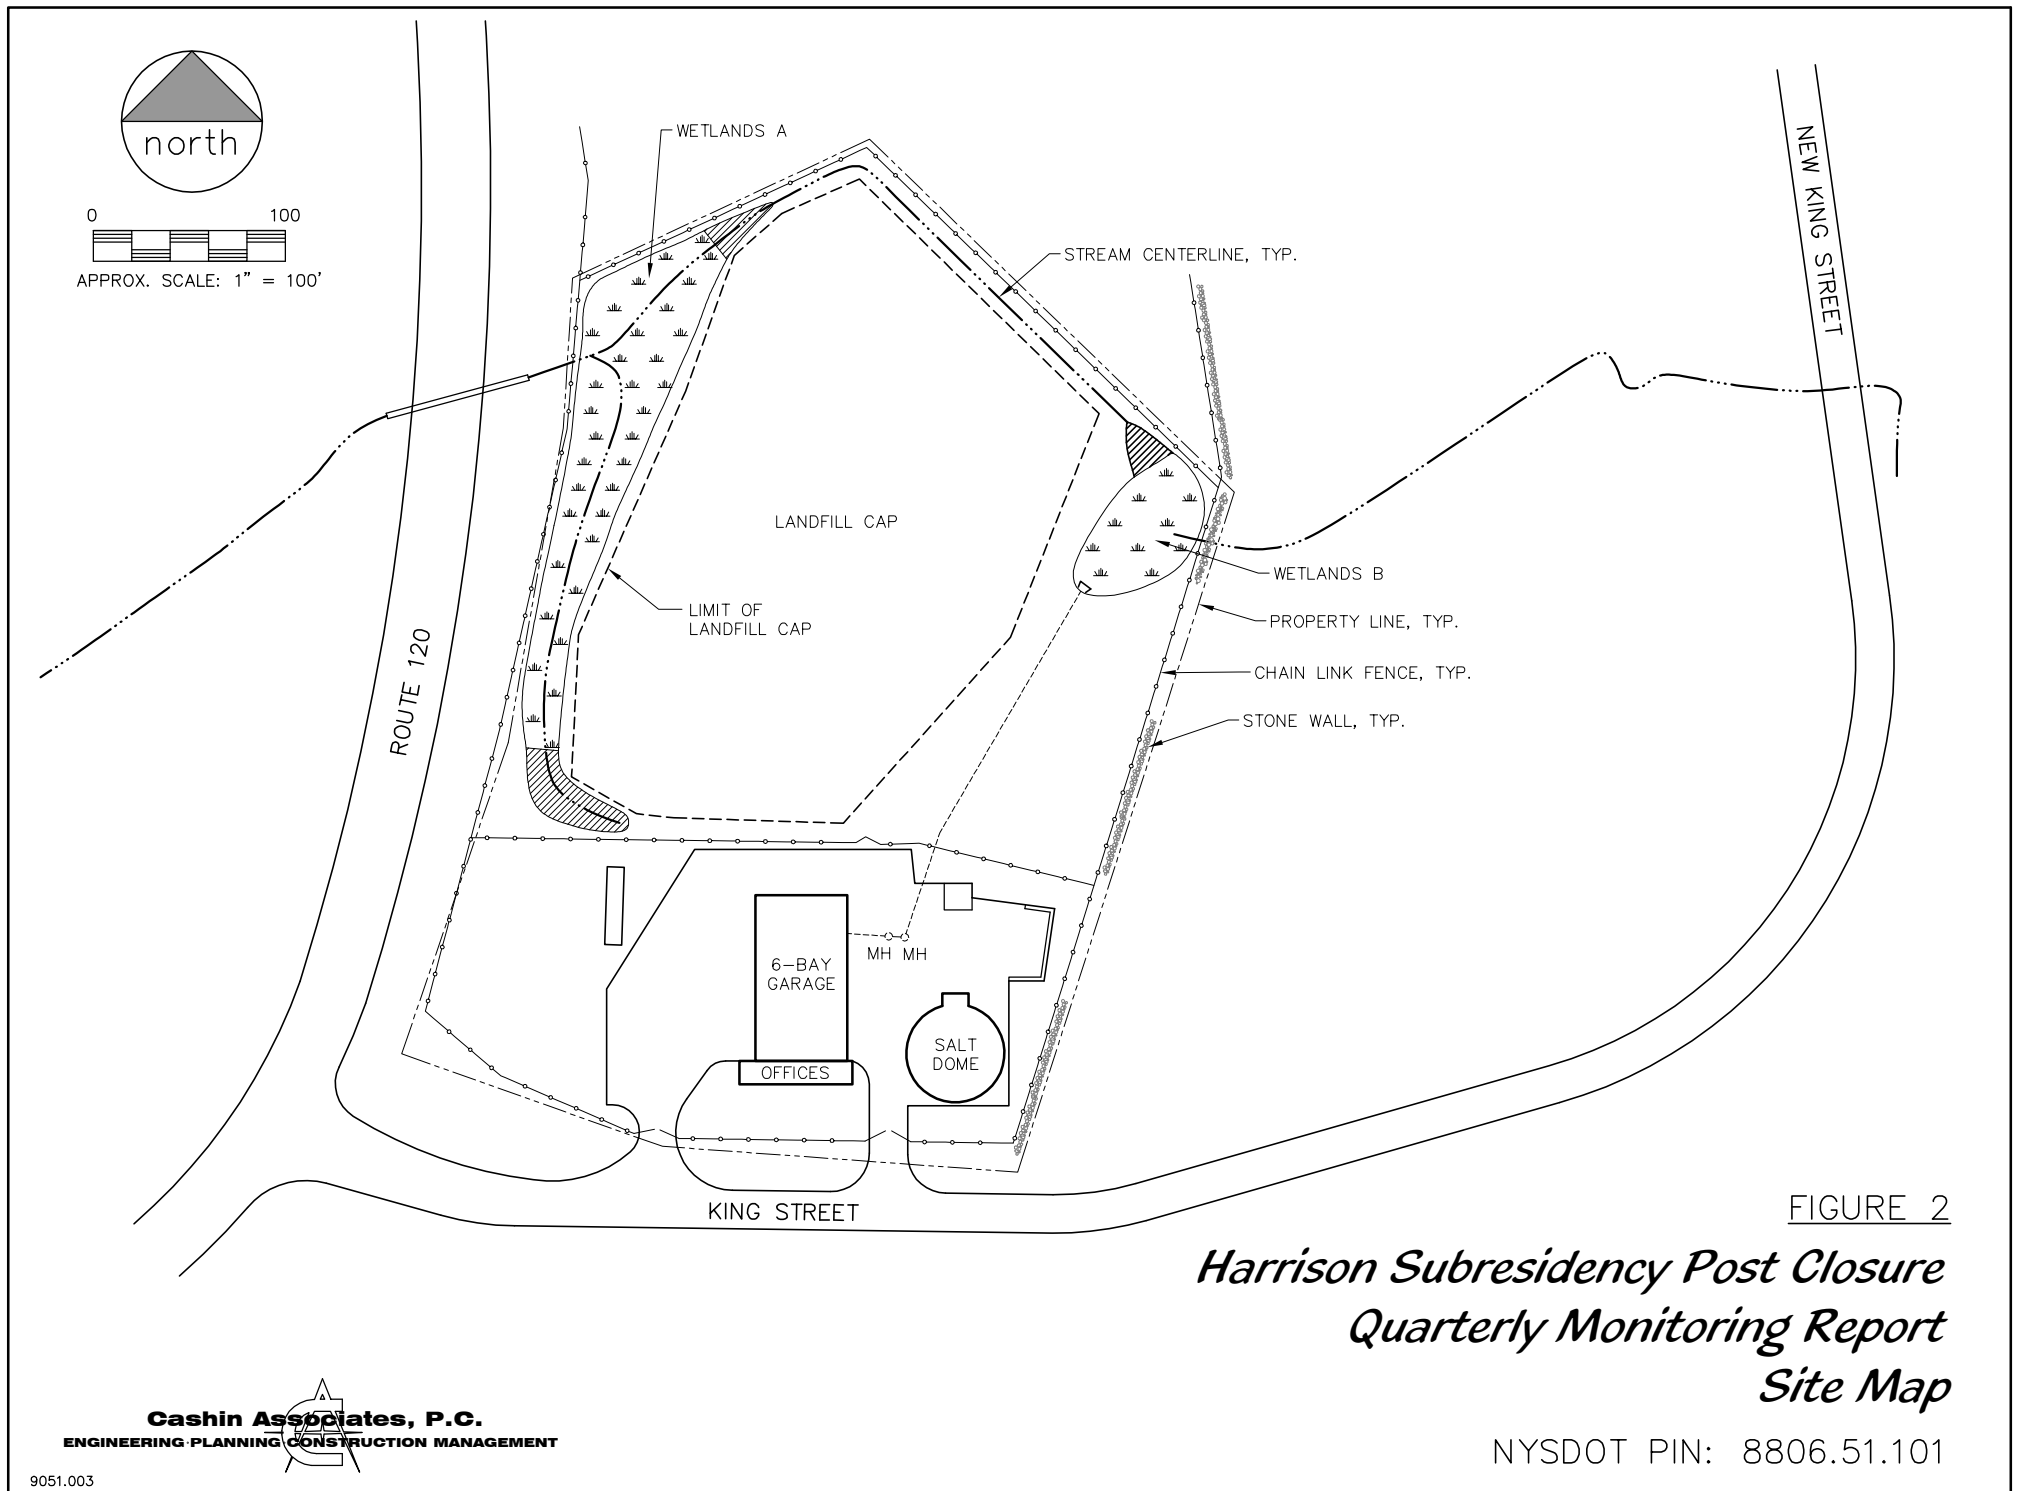 north
0 100
APPROX. SCALE: 1" = 100'
WETLANDS A
STREAM CENTERLINE, TYP.
NEW KING STREET
LANDFILL CAP
WETLANDS B
LIMIT OF
LANDFILL CAP
PROPERTY LINE, TYP.
CHAIN LINK FENCE, TYP.
STONE WALL, TYP.
ROUTE 120
6-BAY
GARAGE
MH MH
SALT
DOME
OFFICES
KING STREET
FIGURE 2
Harrison Subresidency Post Closure
Quarterly Monitoring Report
Site Map
NYSDOT PIN: 8806.51.101
Cashin Associates, P.C.
ENGINEERING·PLANNING CONSTRUCTION MANAGEMENT
9051.003